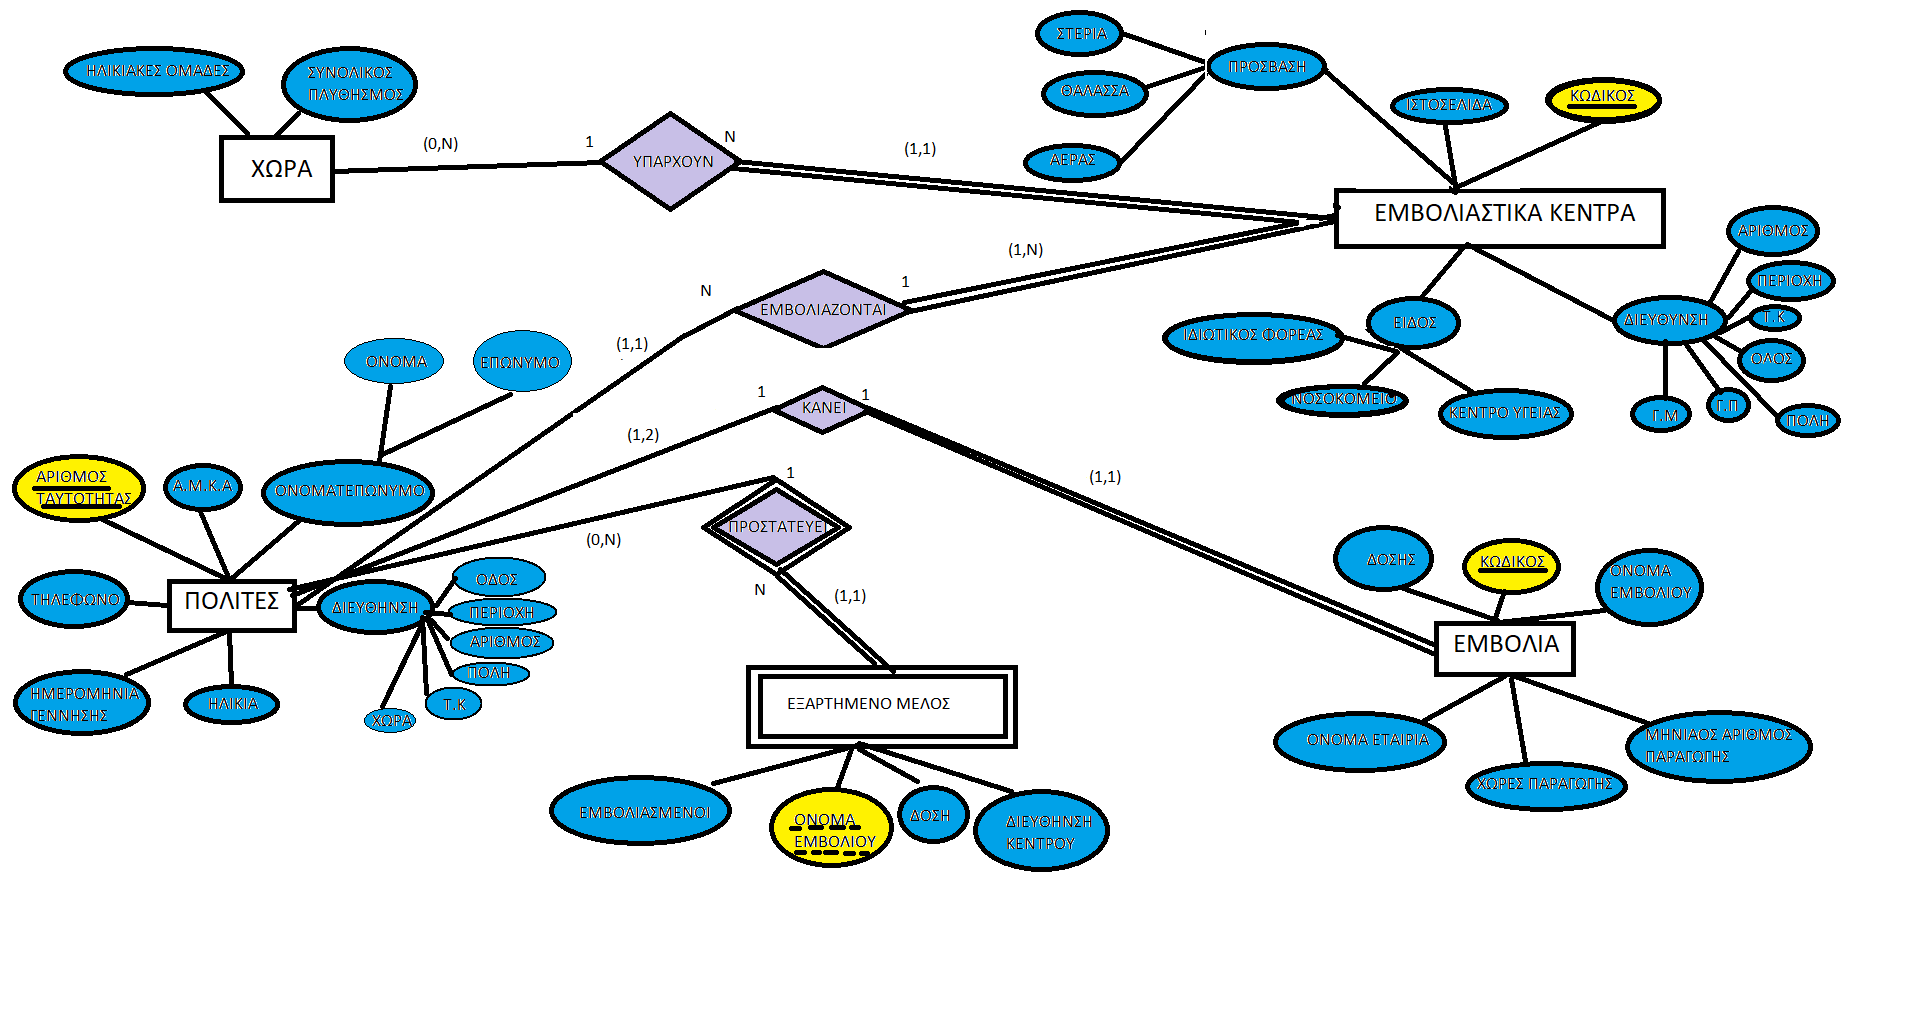 ΗΛΙΚΙΑΚΕΣ ΟΜΑΔΕΣ
ΣΥΝΟΛΙΚΟΣ
ΠΛΥΘΗΣΜΟΣ
ΧΩΡΑ
(0,N)
1
ΥΠΑΡΧΟΥΝ
N
(1,1)
ΣΤΕΡΙΑ
ΘΑΛΑΣΣΑ
ΑΕΡΑΣ
ΠΡΟΣΒΑΣΗ
ΙΣΤΟΣΕΛΙΔΑ
ΚΩΔΙΚΟΣ
ΕΜΒΟΛΙΑΣΤΙΚΑ ΚΕΝΤΡΑ
ΑΡΙΘΜΟΣ
ΠΕΡΙΟΧΗ
Τ.Κ
ΟΛΟΣ
ΠΟΛΗ
Γ.Π
Γ.Μ
ΔΙΕΥΘΥΝΣΗ
ΕΙΔΟΣ
ΙΔΙΩΤΙΚΟΣ ΦΟΡΕΑΣ
ΝΟΣΟΚΟΜΕΙΟ
ΚΕΝΤΡΟ ΥΓΕΙΑΣ
(1,N)
1
ΕΜΒΟΛΙΑΖΟΝΤΑΙ
N
(1,1)
ΟΝΟΜΑ
ΕΠΩΝΥΜΟ
1
ΚΑΝΕΙ
1
(1,2)
(1,1)
ΑΡΙΘΜΟΣ
ΤΑΥΤΟΤΗΤΑΣ
Α.Μ.Κ.Α
ΟΝΟΜΑΤΕΠΩΝΥΜΟ
1
ΠΡΟΣΤΑΤΕΥΕΙ
(0,N)
N
(1,1)
ΤΗΛΕΦΩΝΟ
ΠΟΛΙΤΕΣ
ΔΙΕΥΘΗΝΣΗ
ΟΔΟΣ
ΠΕΡΙΟΧΗ
ΑΡΙΘΜΟΣ
ΠΟΛΗ
Τ.Κ
ΧΩΡΑ
ΗΜΕΡΟΜΗΝΙΑ
ΓΕΝΝΗΣΗΣ
ΗΛΙΚΙΑ
ΔΟΣΗΣ
ΚΩΔΙΚΟΣ
ΟΝΟΜΑ
ΕΜΒΟΛΙΟΥ
ΕΜΒΟΛΙΑ
ΟΝΟΜΑ ΕΤΑΙΡΙΑ
ΧΩΡΕΣ ΠΑΡΑΓΩΓΗΣ
ΜΗΝΙΑΟΣ ΑΡΙΘΜΟΣ
ΠΑΡΑΓΩΓΗΣ
ΕΞΑΡΤΗΜΕΝΟ ΜΕΛΟΣ
ΕΜΒΟΛΙΑΣΜΕΝΟΙ
ΟΝΟΜΑ
ΕΜΒΟΛΙΟΥ
ΔΟΣΗ
ΔΙΕΥΘΗΝΣΗ
ΚΕΝΤΡΟΥ